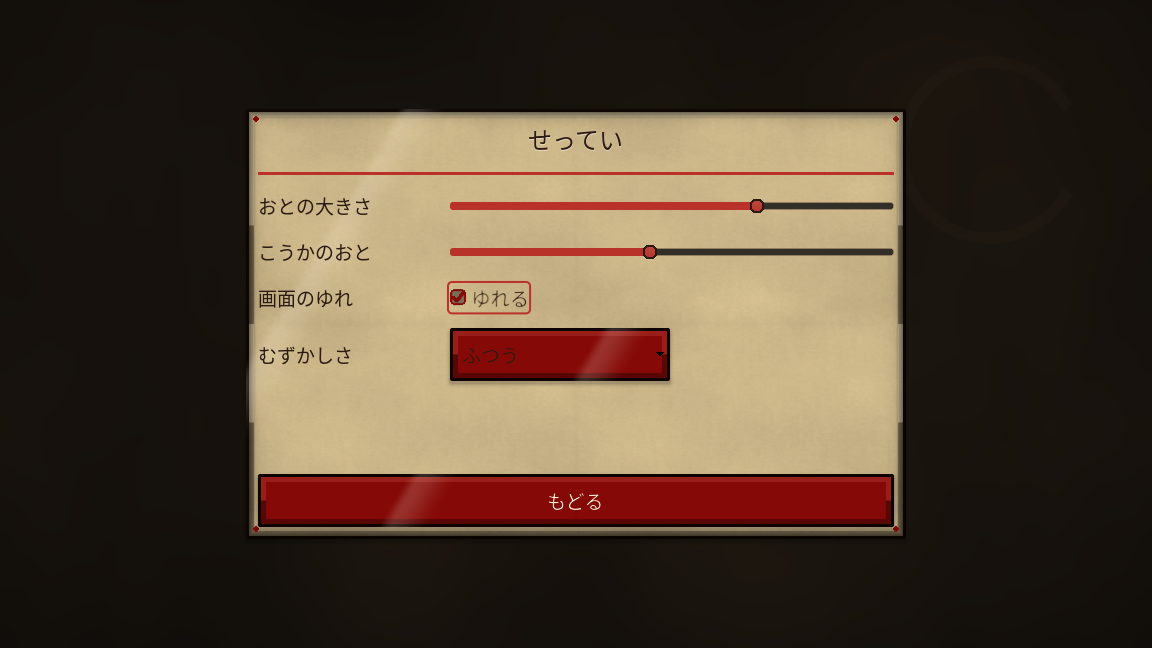 せってい
おとの大きさ
こうかのおと
画面のゆれ ゆれる
むずかしさ ふつう
もどる